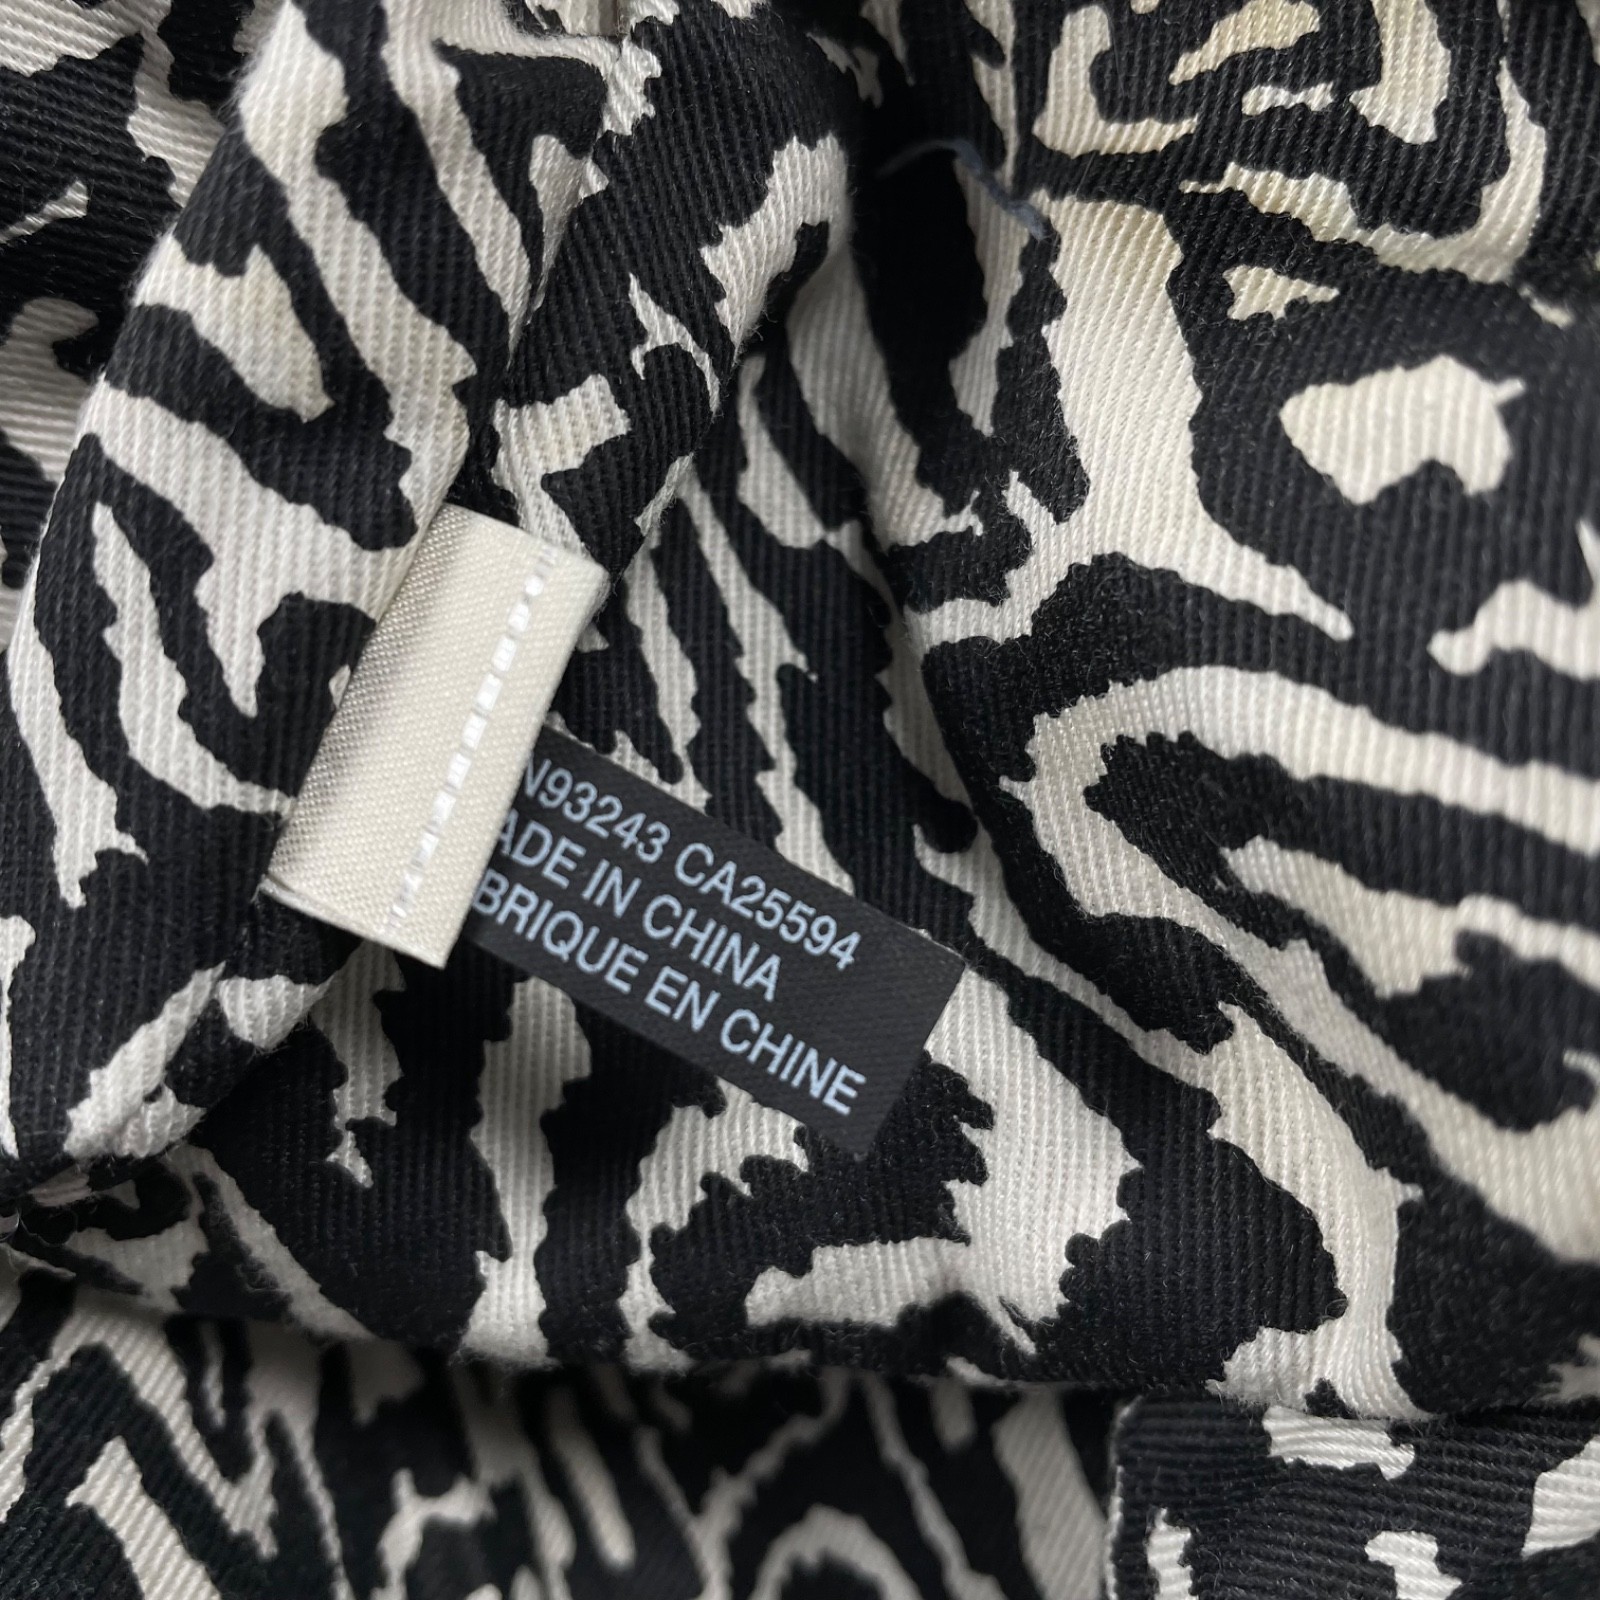 N93243 CA25594
ADE IN CHINA
BRIQUE EN CHINE